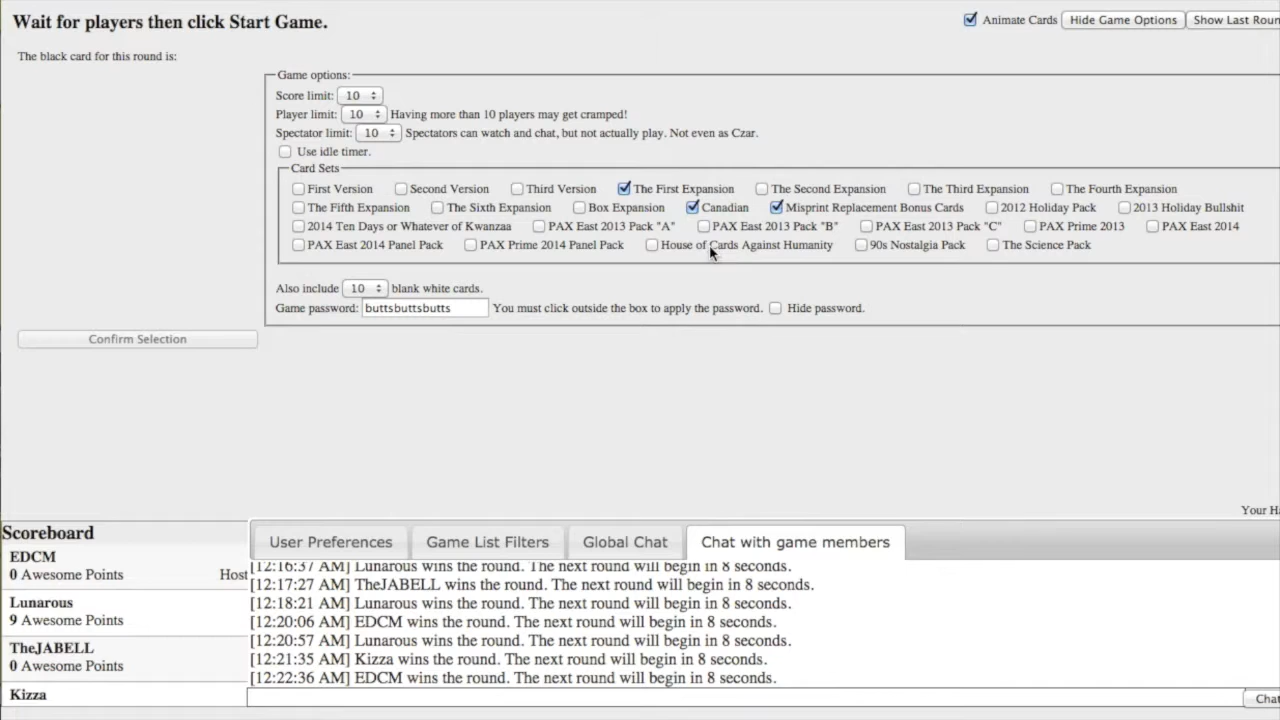 Wait for players then click Start Game.
Animate Cards Hide Game Options Show Last Roun
The black card for this round is:
Game options:
Score limit: 10
Player limit: 10 Having more than 10 players may get cramped!
Spectator limit: 10 Spectators can watch and chat, but not actually play. Not even as Czar.
Use idle timer.
Card Sets
First Version Second Version Third Version The First Expansion The Second Expansion The Third Expansion The Fourth Expansion
The Fifth Expansion The Sixth Expansion Box Expansion Canadian Misprint Replacement Bonus Cards 2012 Holiday Pack 2013 Holiday Bullshit
2014 Ten Days or Whatever of Kwanzaa PAX East 2013 Pack "A" PAX East 2013 Pack "B" PAX East 2013 Pack "C" PAX Prime 2013 PAX East 2014
PAX East 2014 Panel Pack PAX Prime 2014 Panel Pack House of Cards Against Humanity 90s Nostalgia Pack The Science Pack
Also include 10 blank white cards.
Game password: buttsbuttsbutts You must click outside the box to apply the password. Hide password.
Confirm Selection
Your Ha
Scoreboard
EDCM
0 Awesome Points Host
Lunarous
9 Awesome Points
TheJABELL
0 Awesome Points
Kizza
User Preferences Game List Filters Global Chat Chat with game members
[12:16:37 AM] Lunarous wins the round. The next round will begin in 8 seconds.
[12:17:27 AM] TheJABELL wins the round. The next round will begin in 8 seconds.
[12:18:21 AM] Lunarous wins the round. The next round will begin in 8 seconds.
[12:20:06 AM] EDCM wins the round. The next round will begin in 8 seconds.
[12:20:57 AM] Lunarous wins the round. The next round will begin in 8 seconds.
[12:21:35 AM] Kizza wins the round. The next round will begin in 8 seconds.
[12:22:36 AM] EDCM wins the round. The next round will begin in 8 seconds.
Chat